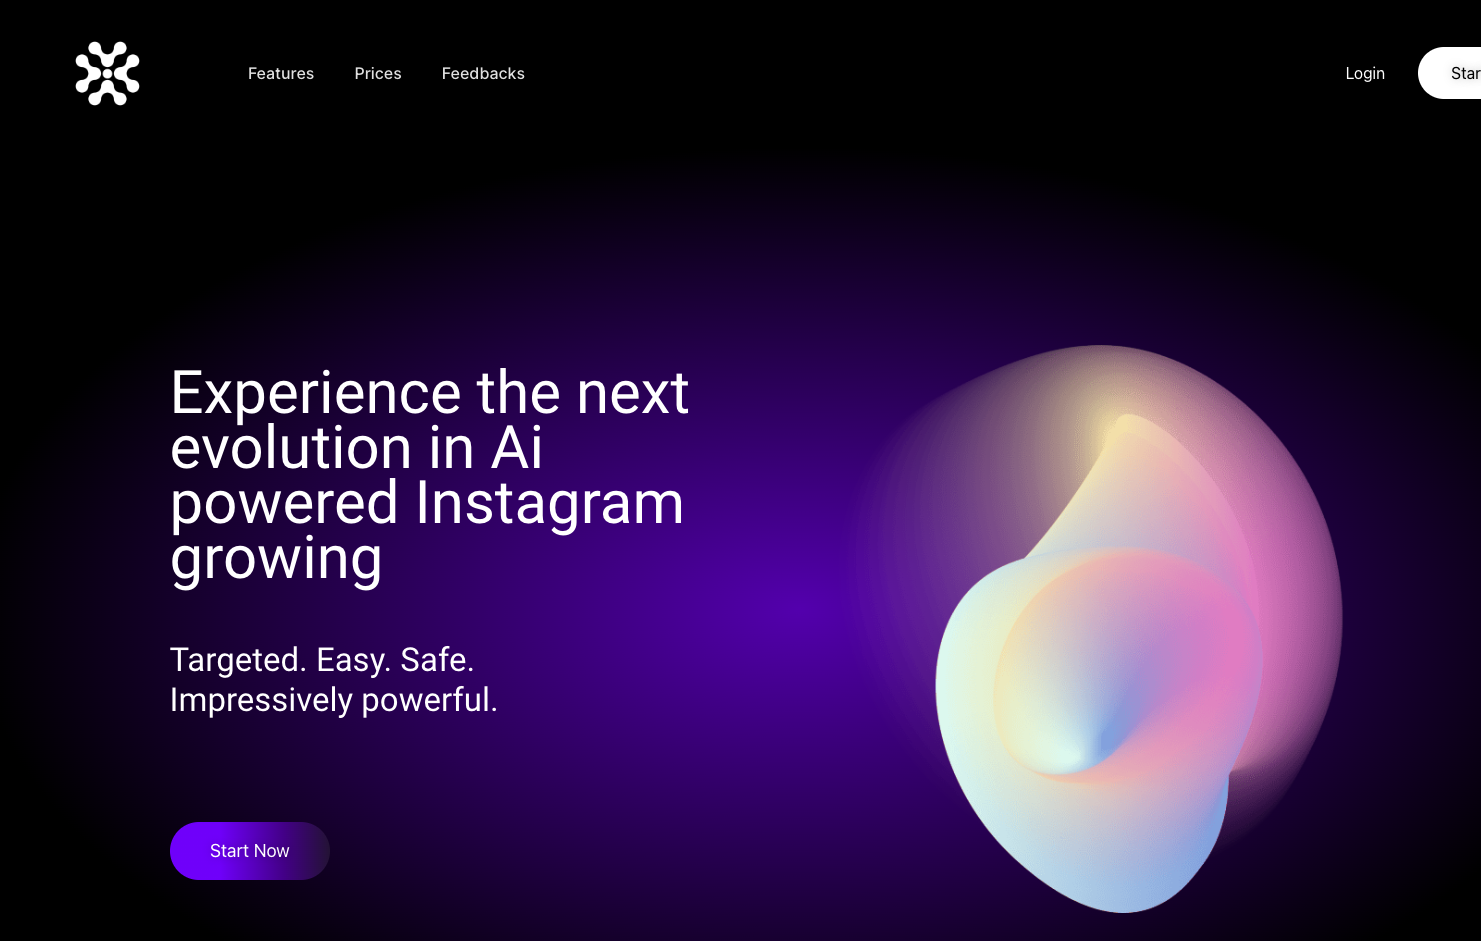 Features Prices Feedbacks Login Star
Experience the next
evolution in Ai
powered Instagram
growing
Targeted. Easy. Safe.
Impressively powerful.
Start Now